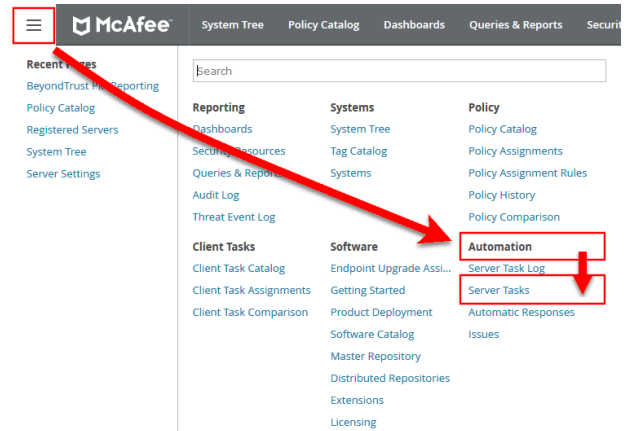 McAfee™ System Tree Policy Catalog Dashboards Queries & Reports Securit
Recent Pages
BeyondTrust Reporting
Policy Catalog
Registered Servers
System Tree
Server Settings
Search
Reporting
Dashboards
Security Resources
Queries & Reports
Audit Log
Threat Event Log
Systems
System Tree
Tag Catalog
Systems
Policy
Policy Catalog
Policy Assignments
Policy Assignment Rules
Policy History
Policy Comparison
Client Tasks
Client Task Catalog
Client Task Assignments
Client Task Comparison
Software
Endpoint Upgrade Assi...
Getting Started
Product Deployment
Software Catalog
Master Repository
Distributed Repositories
Extensions
Licensing
Automation
Server Task Log
Server Tasks
Automatic Responses
Issues